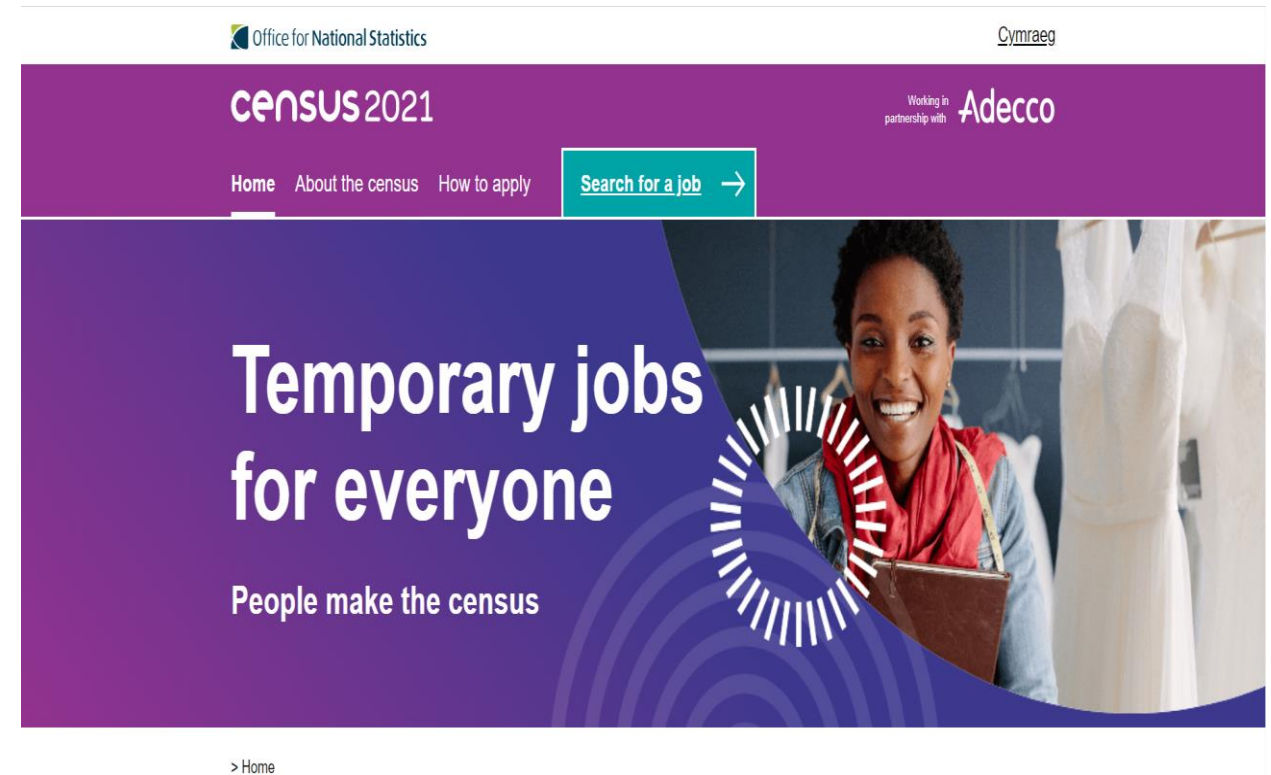 Office for National Statistics
Cymraeg
census 2021
Working in
partnership with
Adecco
Home About the census How to apply Search for a job
Temporary jobs
for everyone
People make the census
> Home